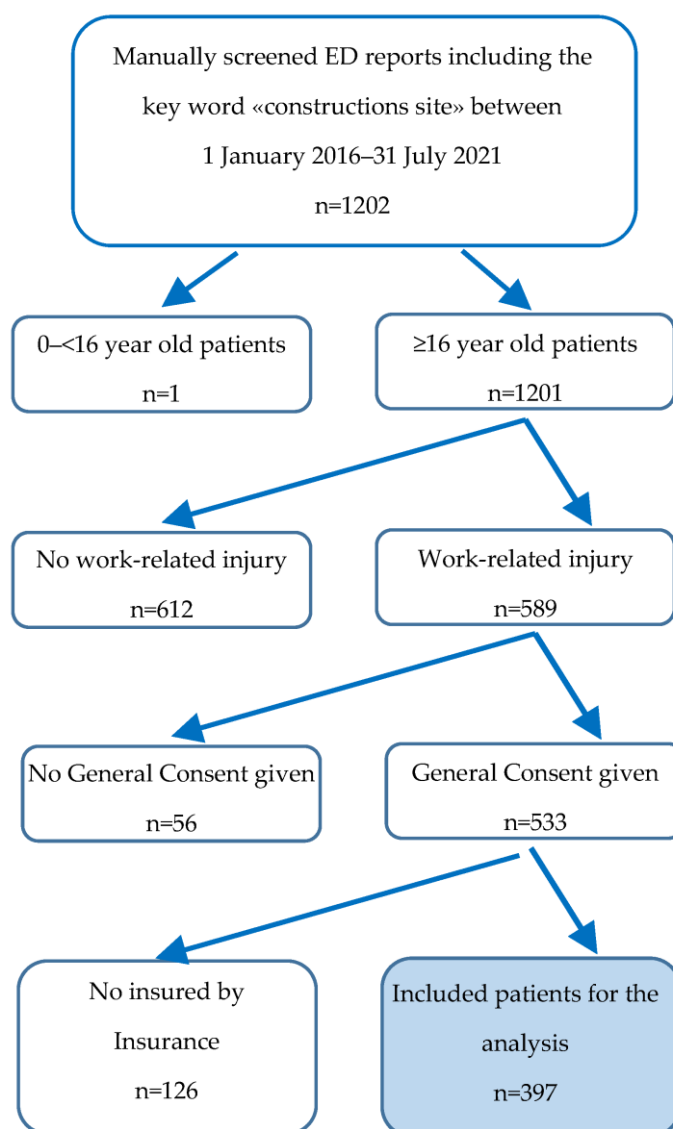 Manually screened ED reports including the
key word «constructions site» between
1 January 2016–31 July 2021
n=1202
0–<16 year old patients
n=1
≥16 year old patients
n=1201
No work-related injury
n=612
Work-related injury
n=589
No General Consent given
n=56
General Consent given
n=533
No insured by
Insurance
n=126
Included patients for the
analysis
n=397